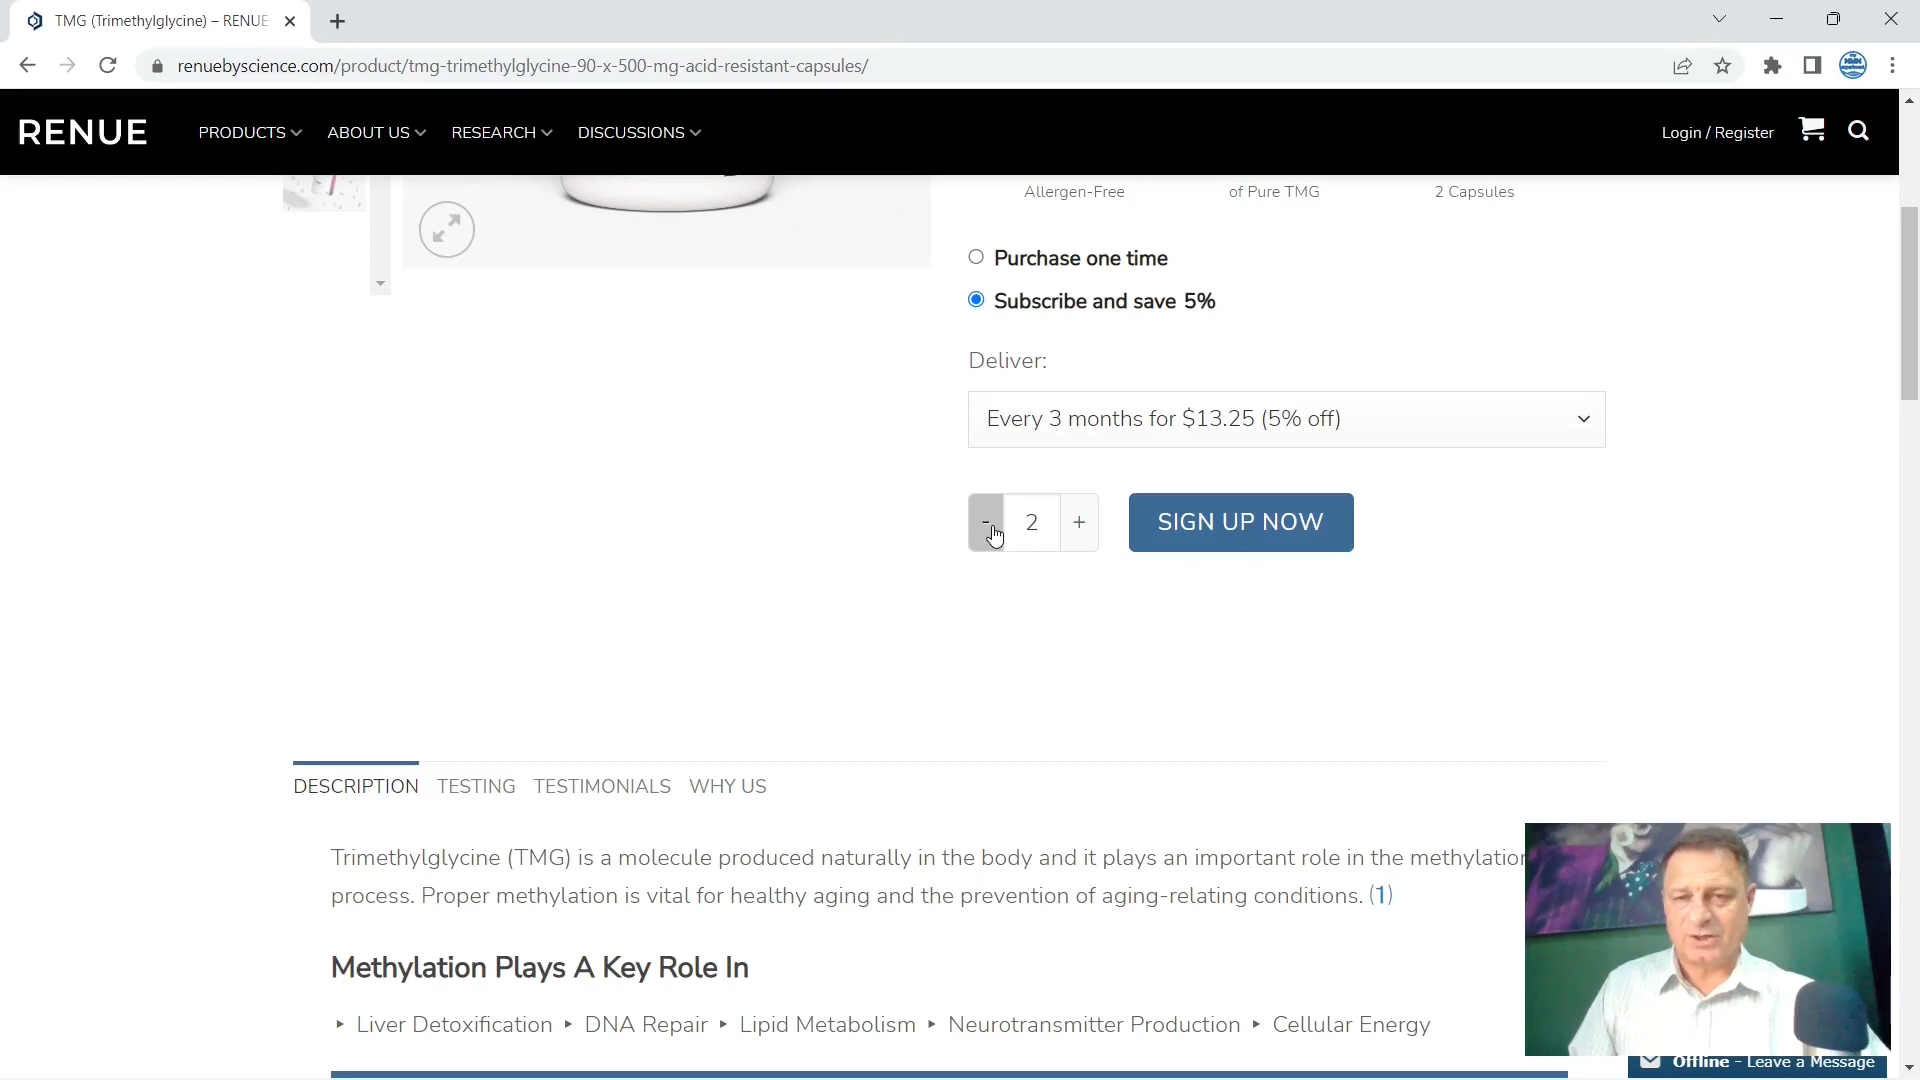 TMG (Trimethylglycine) – RENUE
renuebyscience.com/product/tmg-trimethylglycine-90-x-500-mg-acid-resistant-capsules/
RENUE PRODUCTS ABOUT US RESEARCH DISCUSSIONS Login / Register
Allergen-Free of Pure TMG 2 Capsules
Purchase one time
Subscribe and save 5%
Deliver:
Every 3 months for $13.25 (5% off)
- 2 + SIGN UP NOW
DESCRIPTION TESTING TESTIMONIALS WHY US
Trimethylglycine (TMG) is a molecule produced naturally in the body and it plays an important role in the methylation
process. Proper methylation is vital for healthy aging and the prevention of aging-relating conditions. (1)
Methylation Plays A Key Role In
‣ Liver Detoxification ‣ DNA Repair ‣ Lipid Metabolism ‣ Neurotransmitter Production ‣ Cellular Energy
Offline - Leave a Message